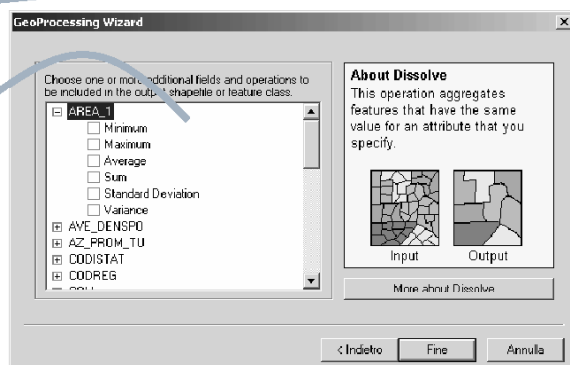 GeoProcessing Wizard
Choose one or more additional fields and operations to
be included in the output shapefile or feature class.
AREA_1
Minimum
Maximum
Average
Sum
Standard Deviation
Variance
AVE_DENSPO
AZ_PROM_TU
CODISTAT
CODREG
About Dissolve
This operation aggregates
features that have the same
value for an attribute that you
specify.
Input Output
More about Dissolve
< Indietro Fine Annulla